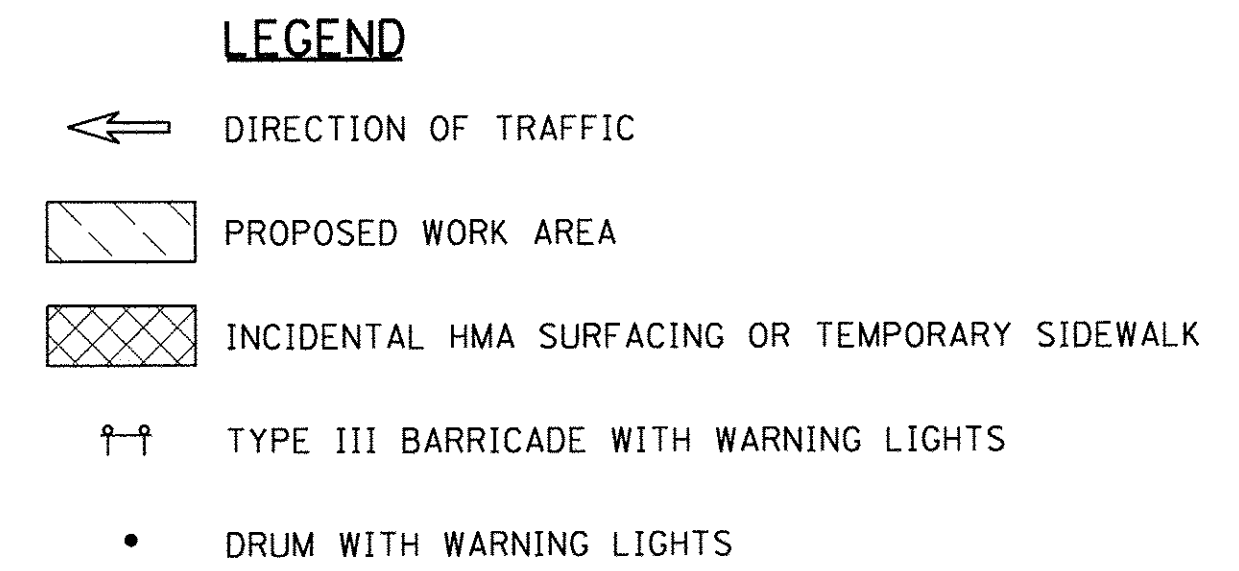 LEGEND
DIRECTION OF TRAFFIC
PROPOSED WORK AREA
INCIDENTAL HMA SURFACING OR TEMPORARY SIDEWALK
TYPE III BARRICADE WITH WARNING LIGHTS
DRUM WITH WARNING LIGHTS